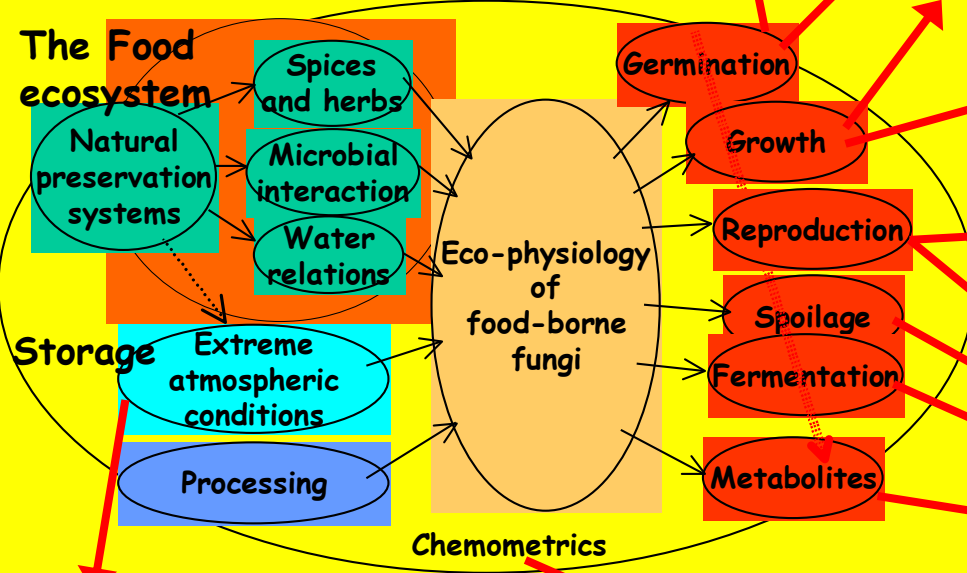 The Food
ecosystem
Natural
preservation
systems
Spices
and herbs
Microbial
interaction
Water
relations
Storage
Extreme
atmospheric
conditions
Processing
Eco-physiology
of
food-borne
fungi
Germination
Growth
Reproduction
Spoilage
Fermentation
Metabolites
Chemometrics